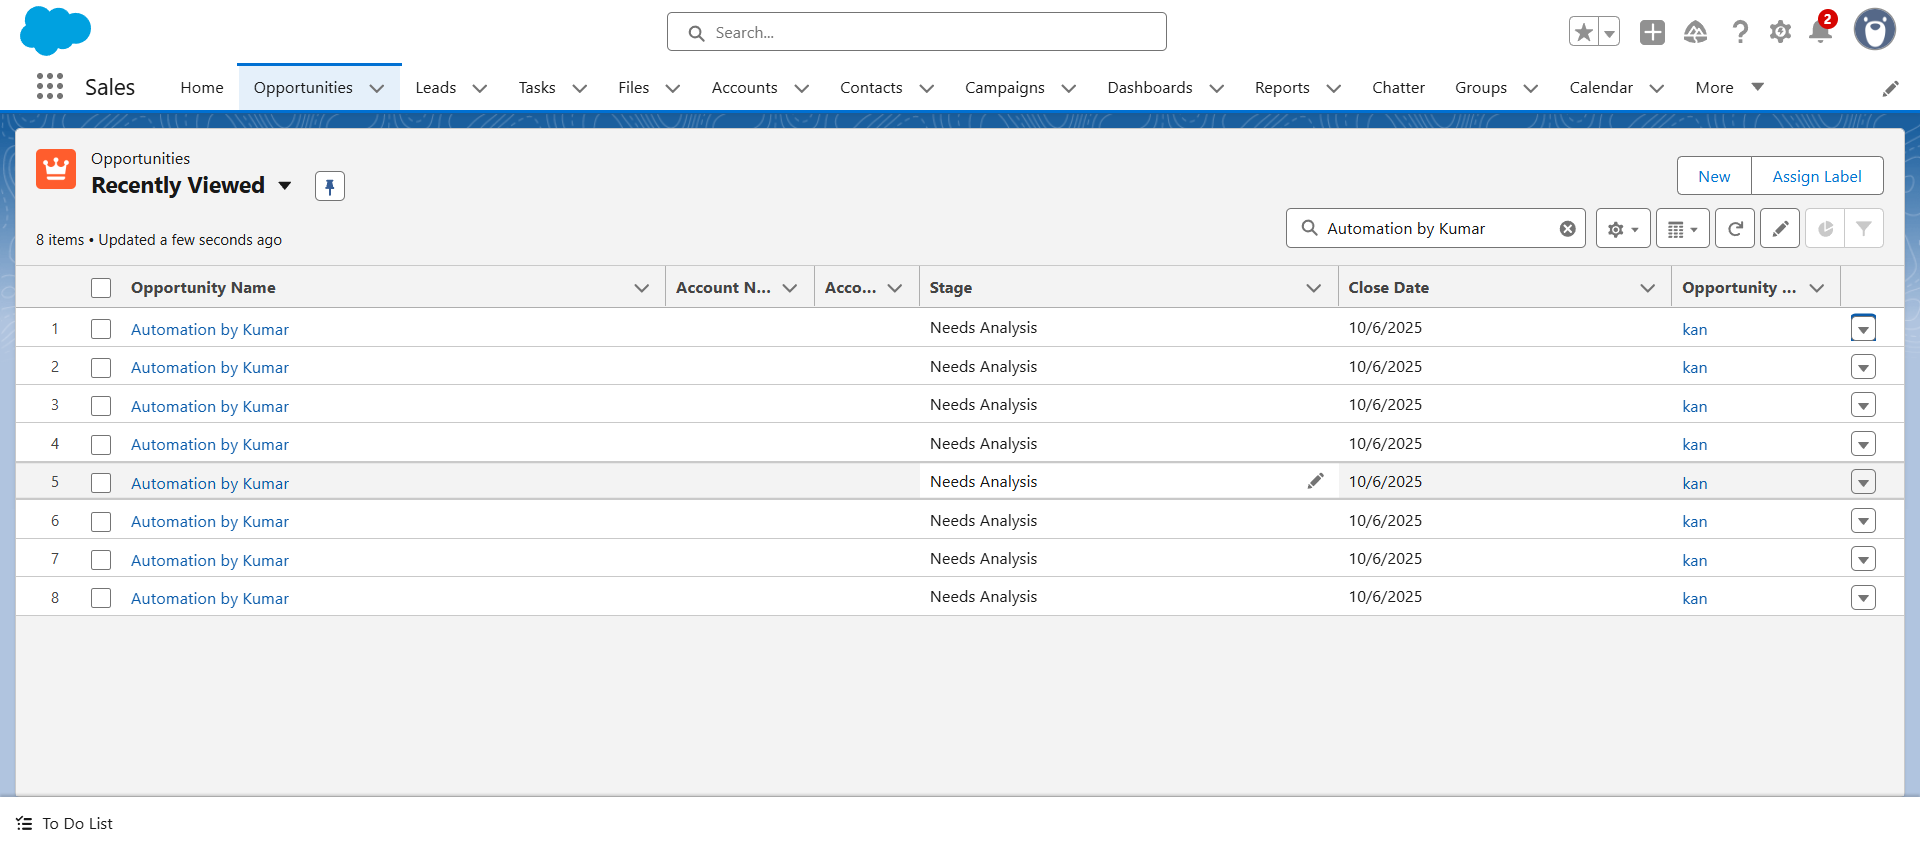 Search...
2
Sales Home Opportunities Leads Tasks Files Accounts Contacts Campaigns Dashboards Reports Chatter Groups Calendar More
Opportunities
Recently Viewed
New Assign Label
8 items • Updated a few seconds ago
Automation by Kumar
Opportunity Name Account N... Acco... Stage Close Date Opportunity ...
1 Automation by Kumar Needs Analysis 10/6/2025 kan
2 Automation by Kumar Needs Analysis 10/6/2025 kan
3 Automation by Kumar Needs Analysis 10/6/2025 kan
4 Automation by Kumar Needs Analysis 10/6/2025 kan
5 Automation by Kumar Needs Analysis 10/6/2025 kan
6 Automation by Kumar Needs Analysis 10/6/2025 kan
7 Automation by Kumar Needs Analysis 10/6/2025 kan
8 Automation by Kumar Needs Analysis 10/6/2025 kan
To Do List